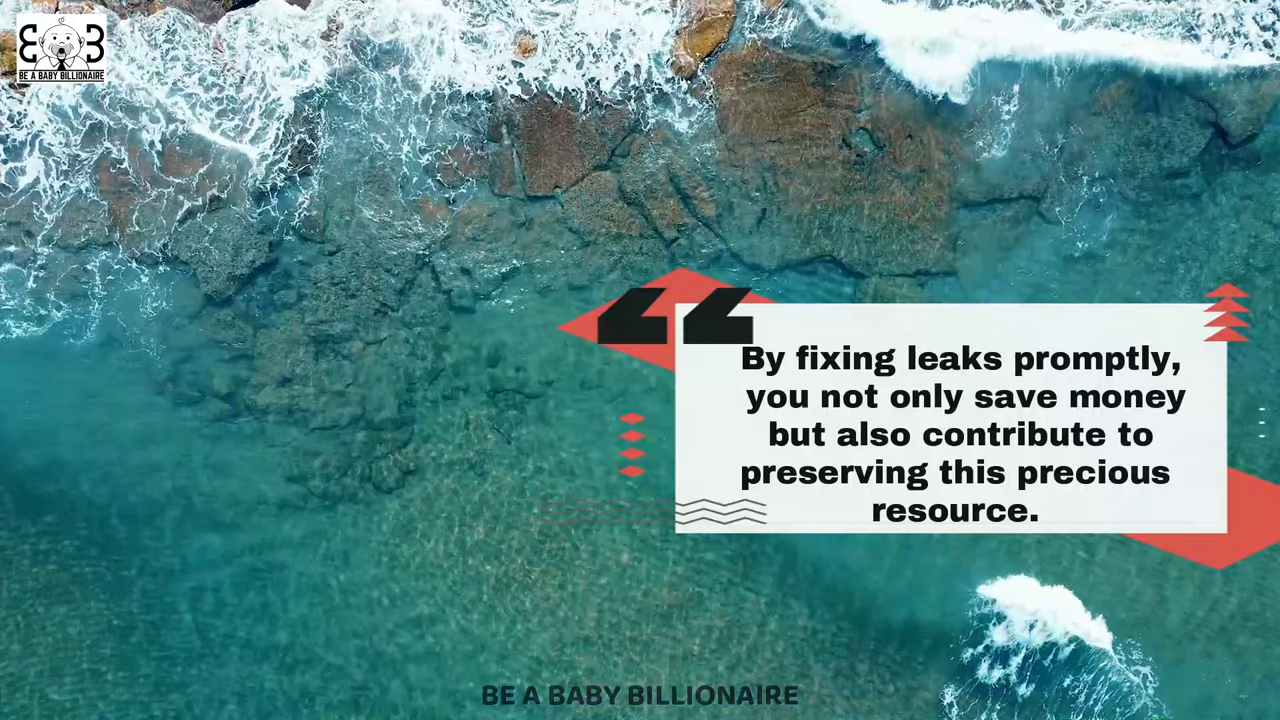 BE A BABY BILLIONAIRE
By fixing leaks promptly,
you not only save money
but also contribute to
preserving this precious
resource.
BE A BABY BILLIONAIRE